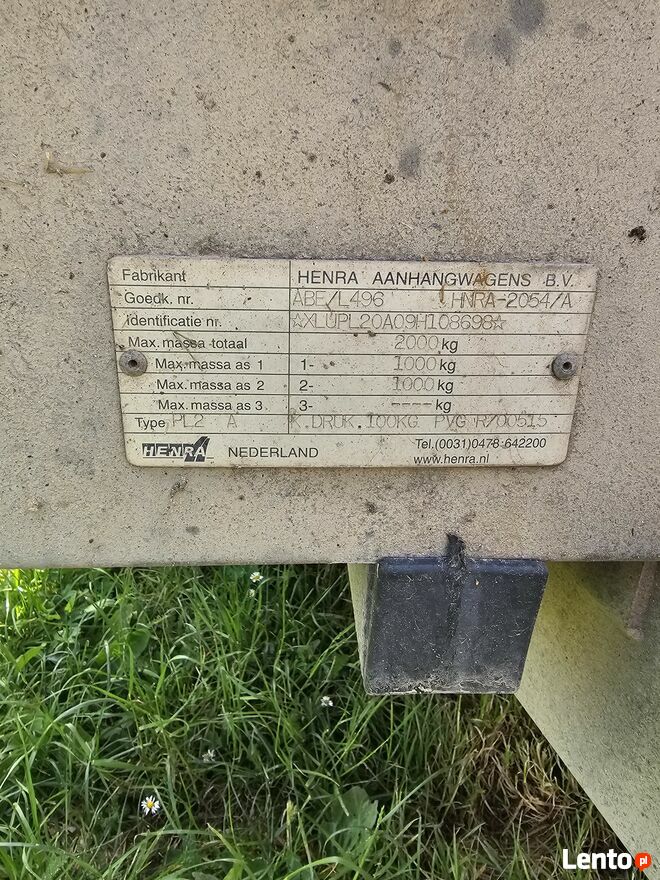 Fabrikant HENRA AANHANGWAGENS B.V.
Goedk. nr. ABE/L496 HNRA-2054/A
Identificatie nr. ☆XLUPL20A09H108698☆
Max. massa totaal 2000 kg
Max. massa as 1 1- 1000 kg
Max. massa as 2 2- 1000 kg
Max. massa as 3 3- ---- kg
Type PL2 A K.DRUK.100KG PVG R/00515
HENRA NEDERLAND Tel.(0031)0478-642200
www.henra.nl
Lento.pl